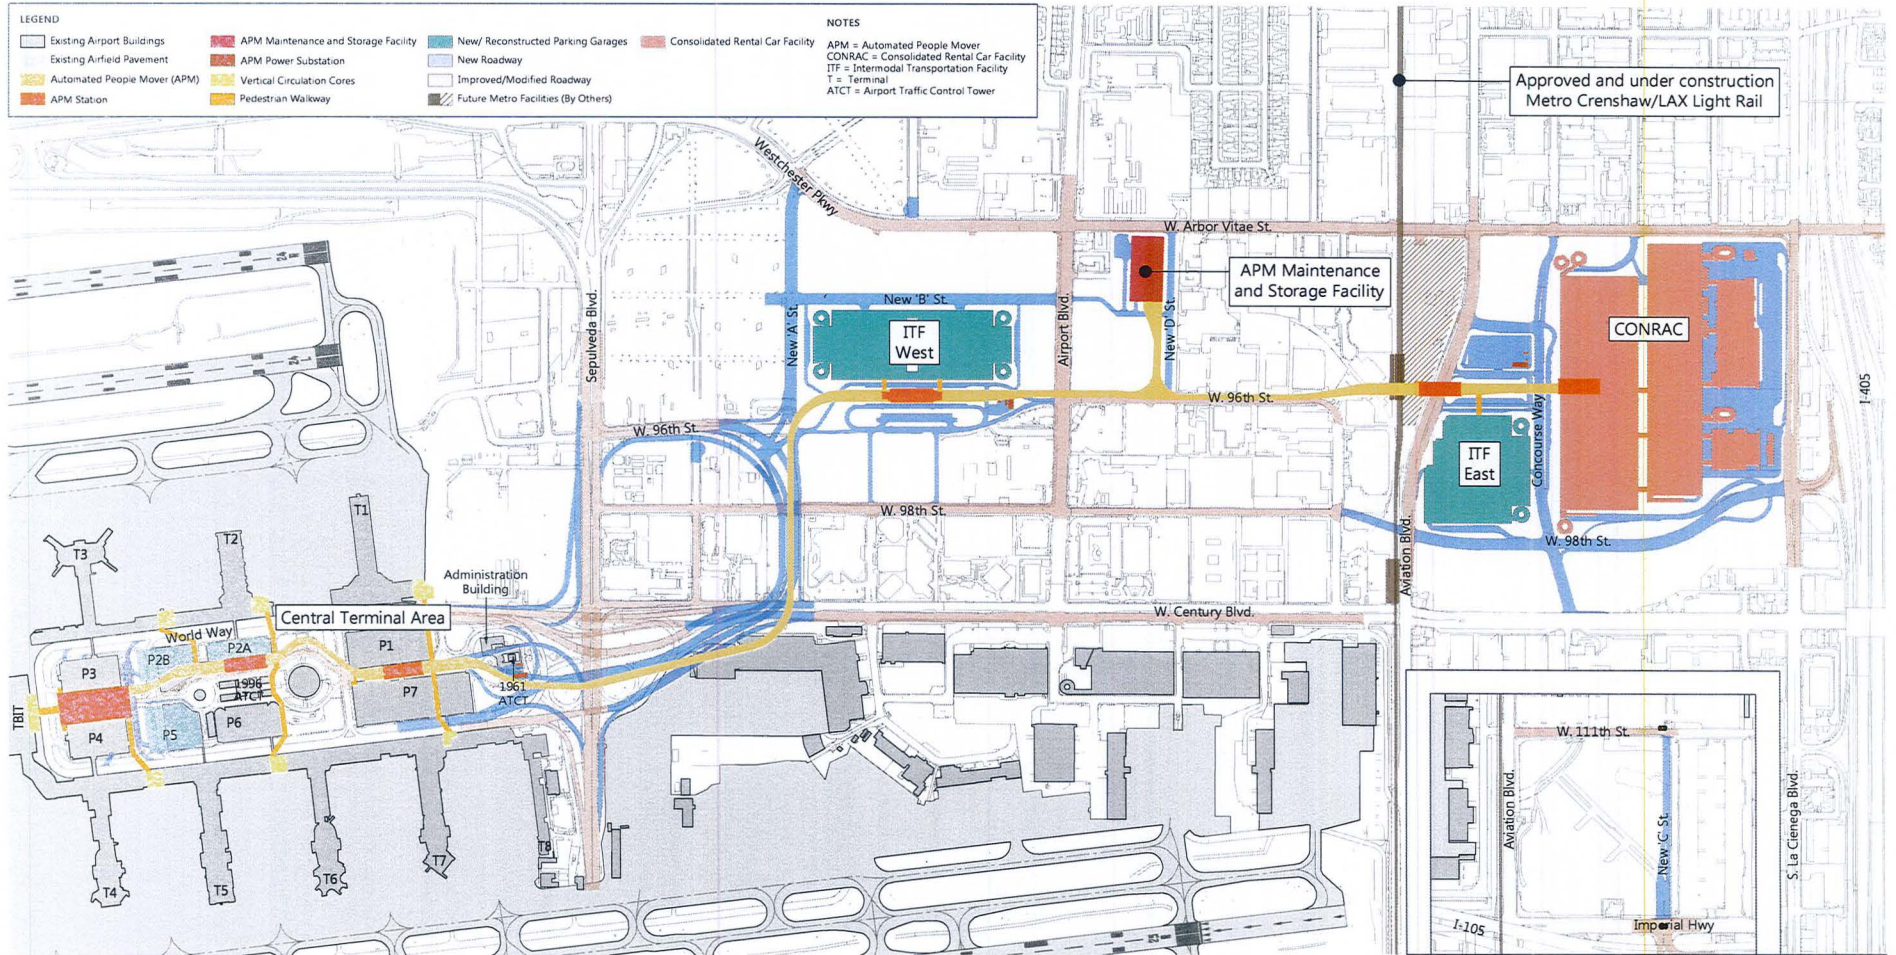 LEGEND
Existing Airport Buildings
Existing Airfield Pavement
Automated People Mover (APM)
APM Station
APM Maintenance and Storage Facility
APM Power Substation
Vertical Circulation Cores
Pedestrian Walkway
New/ Reconstructed Parking Garages
New Roadway
Improved/Modified Roadway
Future Metro Facilities (By Others)
Consolidated Rental Car Facility
NOTES
APM = Automated People Mover
CONRAC = Consolidated Rental Car Facility
ITF = Intermodal Transportation Facility
T = Terminal
ATCT = Airport Traffic Control Tower
Approved and under construction
Metro Crenshaw/LAX Light Rail
Westchester Pkwy
W. Arbor Vitae St.
APM Maintenance
and Storage Facility
New 'B' St.
New 'A' St.
ITF
West
Sepulveda Blvd.
Airport Blvd.
New 'D' St.
CONRAC
I-405
W. 96th St.
W. 96th St.
ITF
East
Concourse Way
W. 98th St.
W. 98th St.
Aviation Blvd.
W. Century Blvd.
Administration
Building
Central Terminal Area
World Way
T1
T2
T3
P1
P2A
P2B
P3
P4
P5
P6
P7
1996
ATCT
1961
ATCT
TBIT
T4
T5
T6
T7
T8
24
24
25
W. 111th St.
Aviation Blvd.
New 'C' St.
S. La Cienega Blvd.
I-105
Imperial Hwy